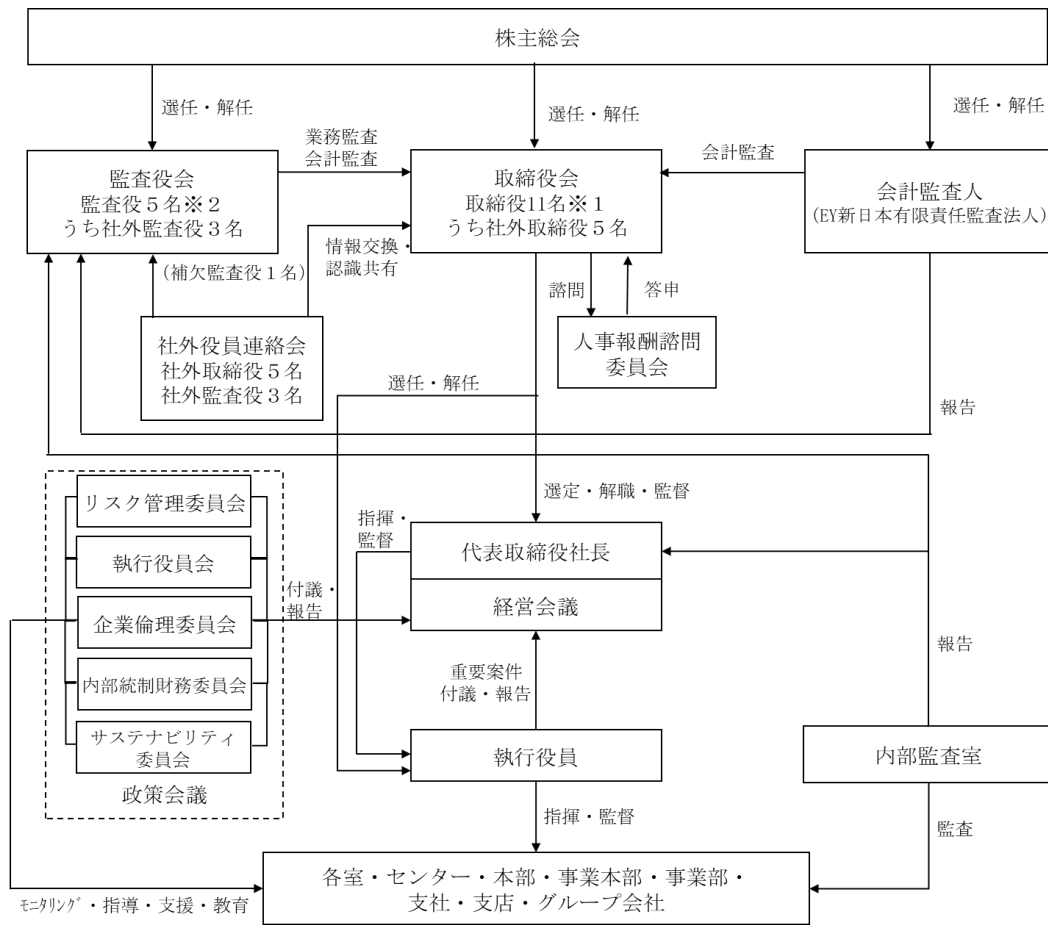 株主総会
選任・解任
選任・解任
選任・解任
業務監査
会計監査
会計監査
監査役会
監査役５名※２
うち社外監査役３名
取締役会
取締役11名※１
うち社外取締役５名
会計監査人
(EY新日本有限責任監査法人)
(補欠監査役１名)
情報交換・
認識共有
諮問
答申
社外役員連絡会
社外取締役５名
社外監査役３名
人事報酬諮問
委員会
選任・解任
報告
選定・解職・監督
リスク管理委員会
執行役員会
企業倫理委員会
内部統制財務委員会
サステナビリティ
委員会
政策会議
指揮・
監督
代表取締役社長
経営会議
付議・
報告
重要案件
付議・報告
報告
執行役員
内部監査室
指揮・監督
監査
各室・センター・本部・事業本部・事業部・
支社・支店・グループ会社
ﾓﾆﾀﾘﾝｸﾞ・指導・支援・教育